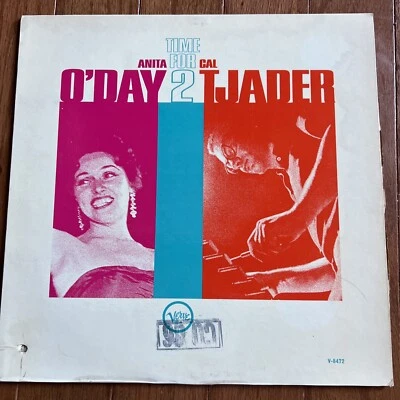 TIME
ANITA FOR CAL
O'DAY 2 TJADER
Verve
V-8472